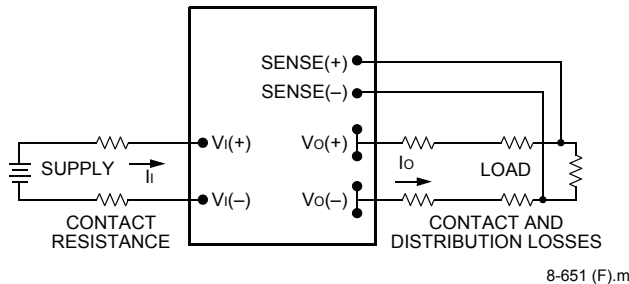 SENSE(+)
SENSE(–)
VI(+)
VO(+)
SUPPLY
II
IO
LOAD
VI(–)
VO(–)
CONTACT
RESISTANCE
CONTACT AND
DISTRIBUTION LOSSES
8-651 (F).m